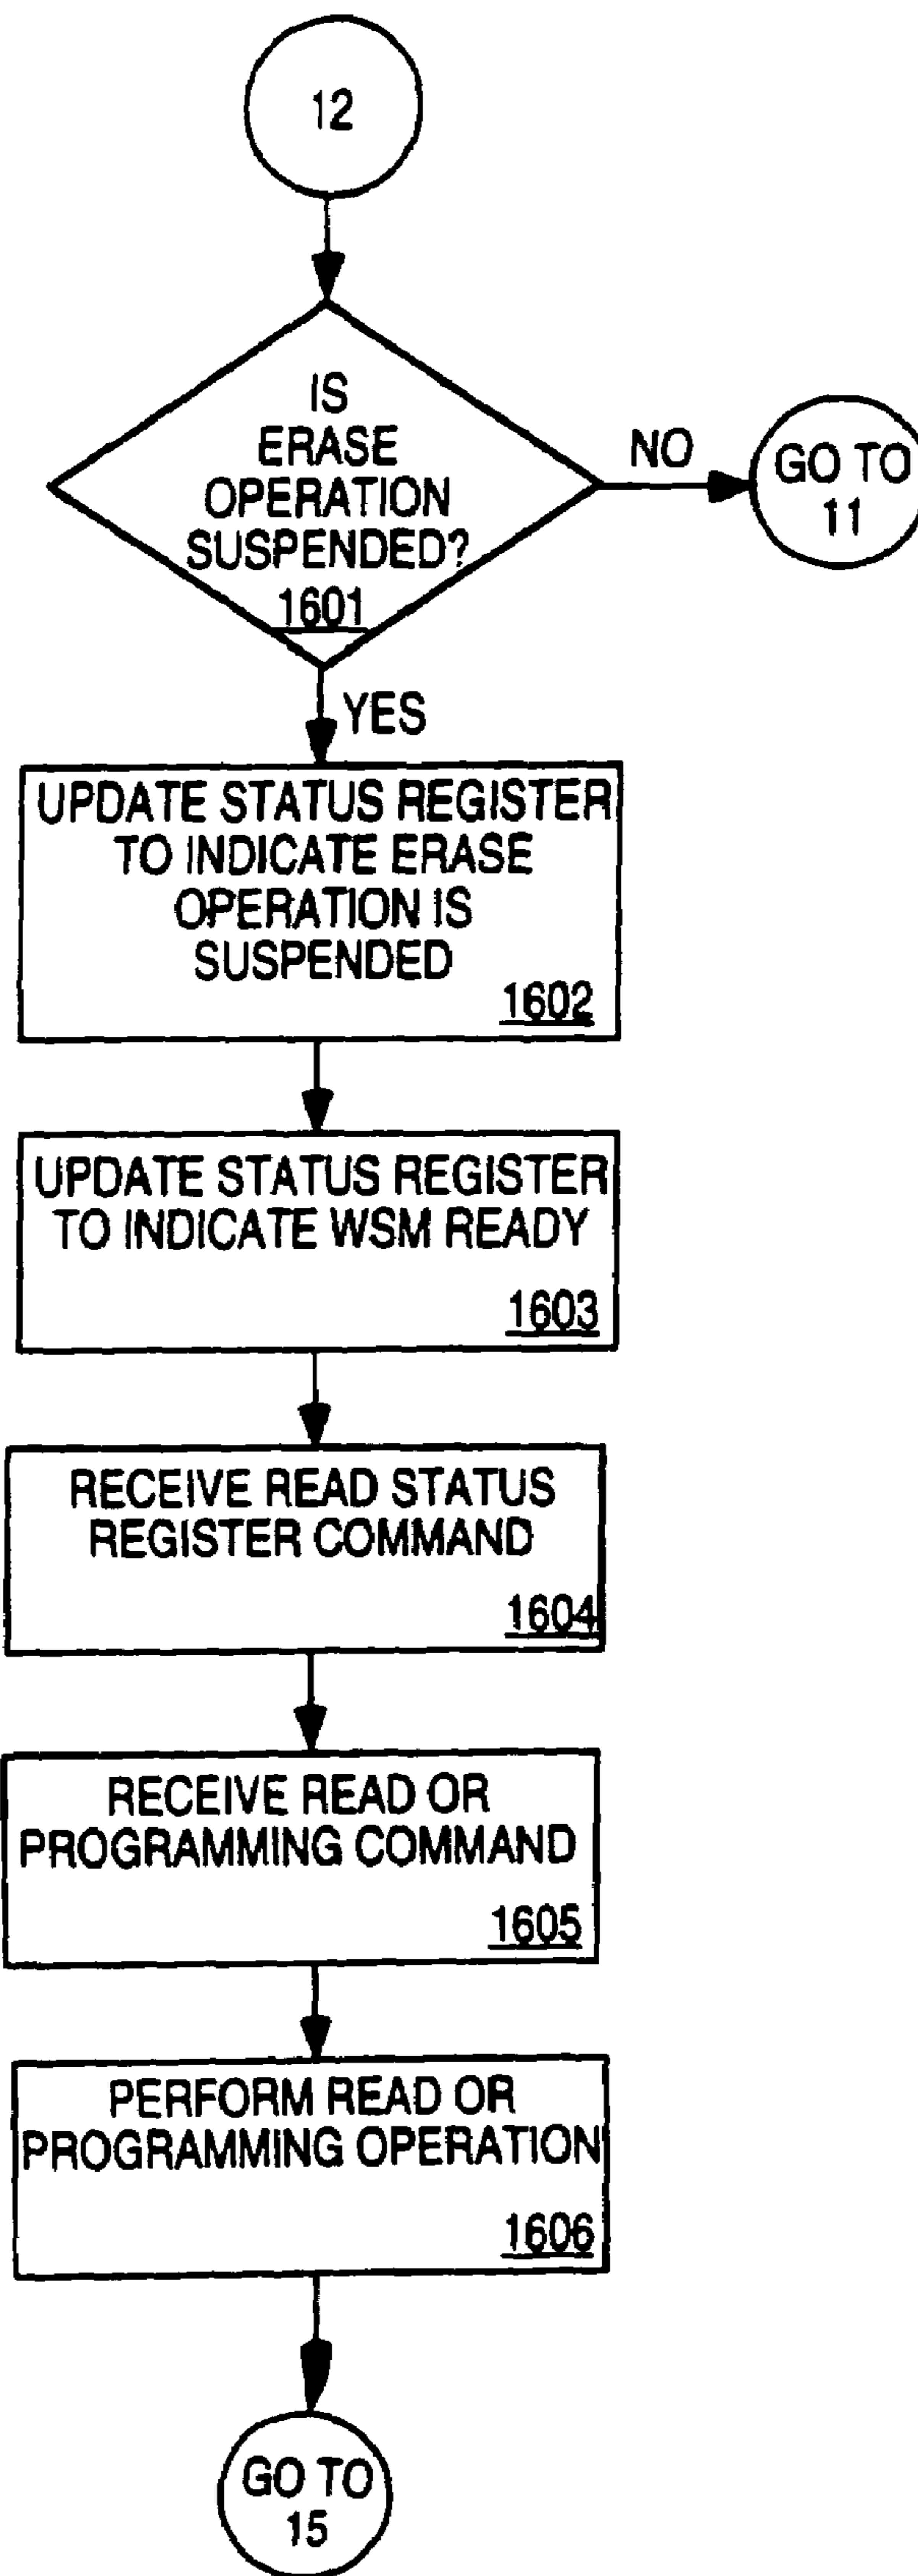 12
IS
ERASE
OPERATION
SUSPENDED?
1601
NO
GO TO
11
YES
UPDATE STATUS REGISTER
TO INDICATE ERASE
OPERATION IS
SUSPENDED
1602
UPDATE STATUS REGISTER
TO INDICATE WSM READY
1603
RECEIVE READ STATUS
REGISTER COMMAND
1604
RECEIVE READ OR
PROGRAMMING COMMAND
1605
PERFORM READ OR
PROGRAMMING OPERATION
1606
GO TO
15